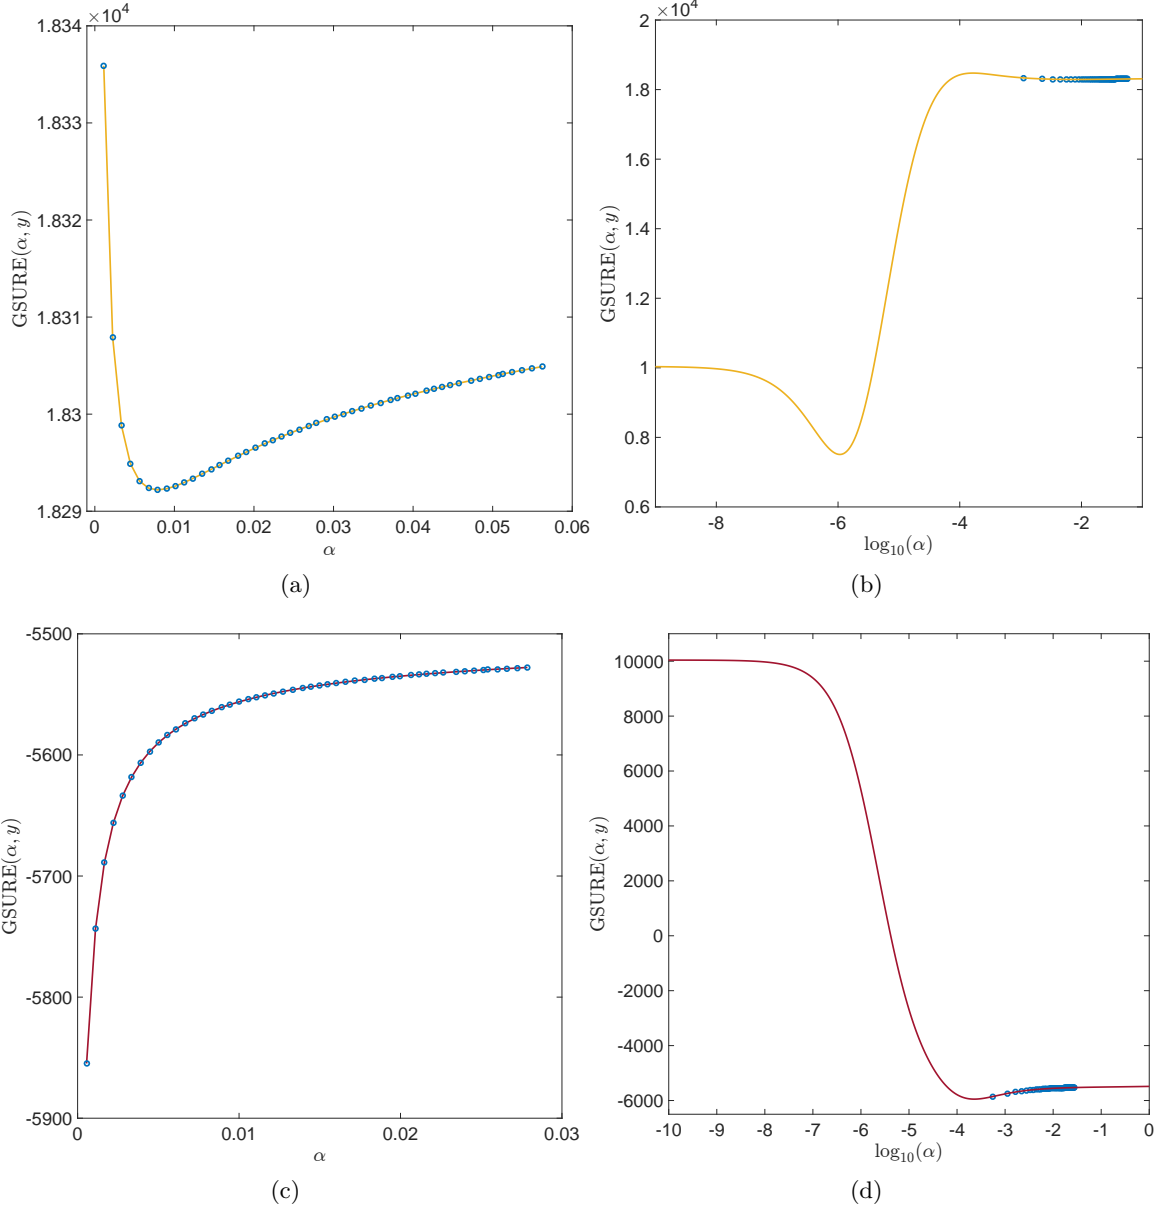 ×10⁴
1.834
1.833
1.832
1.831
1.83
1.829
GSURE(α, y)
0 0.01 0.02 0.03 0.04 0.05 0.06
α
(a)
×10⁴
2
1.8
1.6
1.4
1.2
1
0.8
0.6
GSURE(α, y)
-8 -6 -4 -2
log₁₀(α)
(b)
-5500
-5600
-5700
-5800
-5900
GSURE(α, y)
0 0.01 0.02 0.03
α
(c)
10000
8000
6000
4000
2000
0
-2000
-4000
-6000
GSURE(α, y)
-10 -9 -8 -7 -6 -5 -4 -3 -2 -1 0
log₁₀(α)
(d)